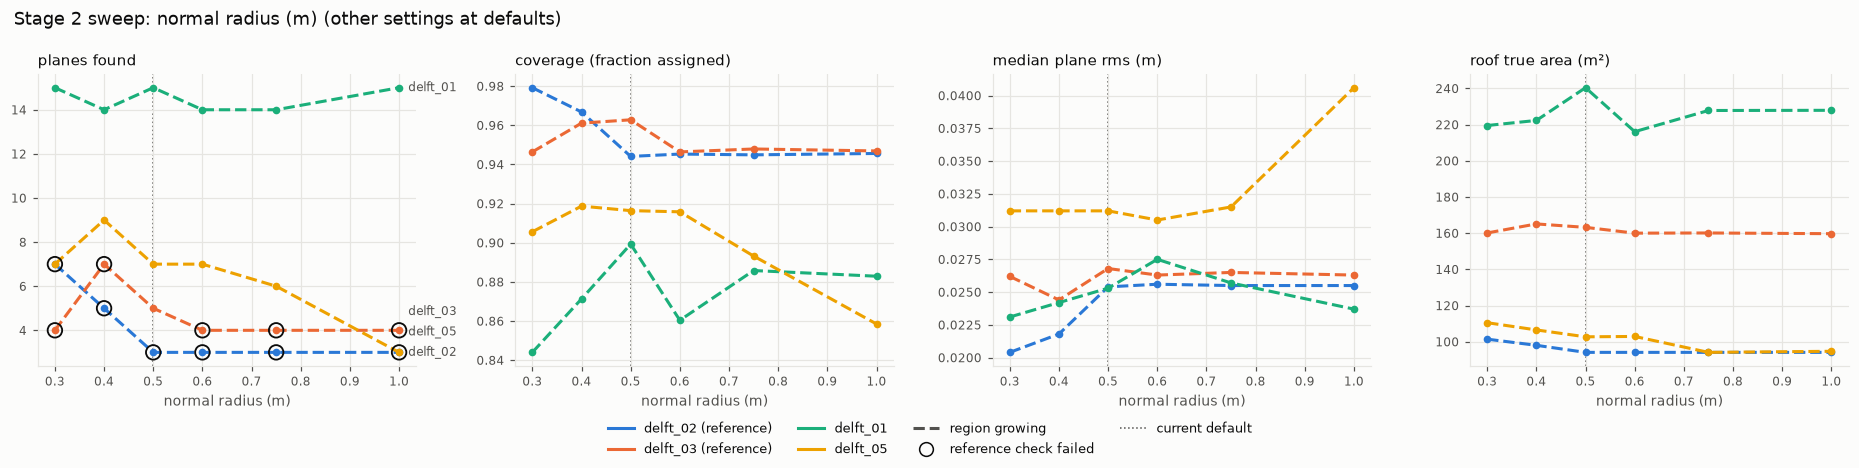 Stage 2 sweep: normal radius (m) (other settings at defaults)
planes found
14
12
10
8
6
4
0.3 0.4 0.5 0.6 0.7 0.8 0.9 1.0
normal radius (m)
delft_01
delft_03
delft_05
delft_02
coverage (fraction assigned)
0.98
0.96
0.94
0.92
0.90
0.88
0.86
0.84
0.3 0.4 0.5 0.6 0.7 0.8 0.9 1.0
normal radius (m)
median plane rms (m)
0.0400
0.0375
0.0350
0.0325
0.0300
0.0275
0.0250
0.0225
0.0200
0.3 0.4 0.5 0.6 0.7 0.8 0.9 1.0
normal radius (m)
roof true area (m²)
240
220
200
180
160
140
120
100
0.3 0.4 0.5 0.6 0.7 0.8 0.9 1.0
normal radius (m)
delft_02 (reference) delft_01 region growing current default
delft_03 (reference) delft_05 reference check failed